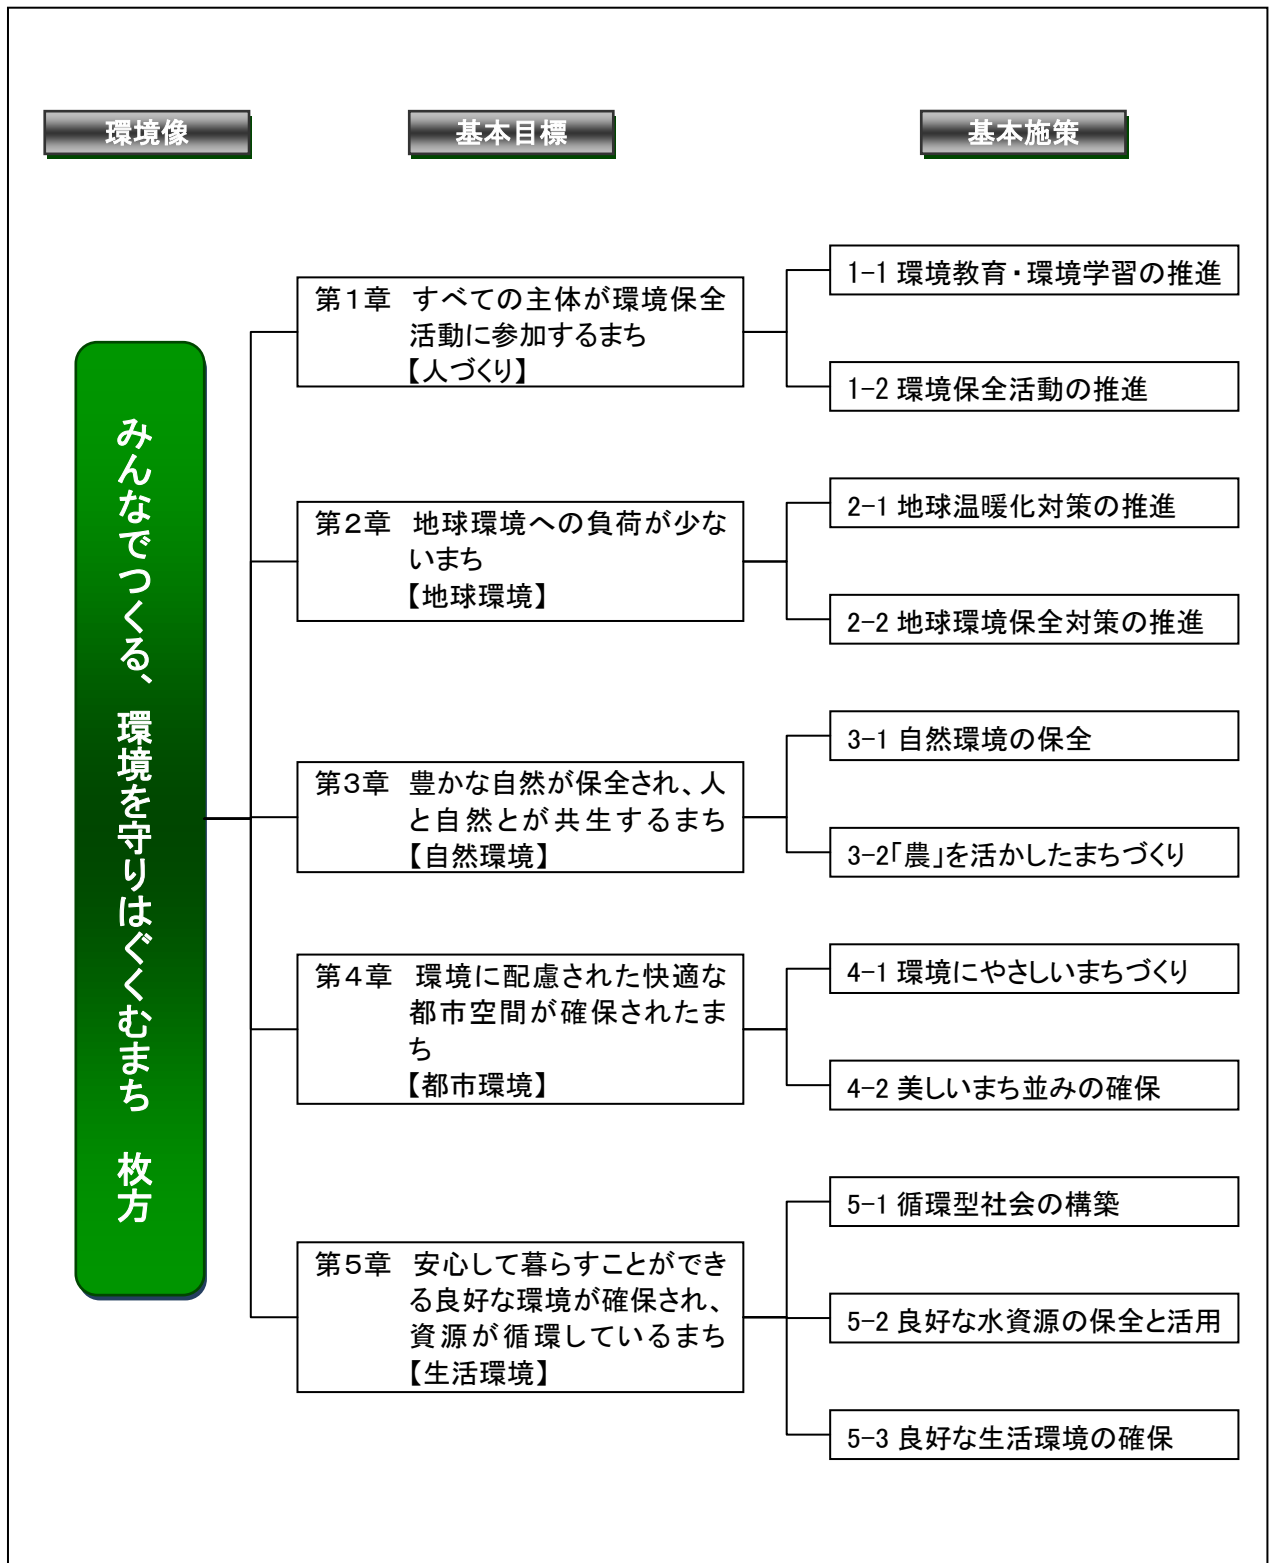 環境像
基本目標
基本施策
みんなでつくる、環境を守りはぐくむまち　枚方
第1章 すべての主体が環境保全
活動に参加するまち
【人づくり】
1-1 環境教育・環境学習の推進
1-2 環境保全活動の推進
第2章 地球環境への負荷が少な
いまち
【地球環境】
2-1 地球温暖化対策の推進
2-2 地球環境保全対策の推進
第3章 豊かな自然が保全され、人
と自然とが共生するまち
【自然環境】
3-1 自然環境の保全
3-2「農」を活かしたまちづくり
第4章 環境に配慮された快適な
都市空間が確保されたま
ち
【都市環境】
4-1 環境にやさしいまちづくり
4-2 美しいまち並みの確保
第5章 安心して暮らすことができ
る良好な環境が確保され、
資源が循環しているまち
【生活環境】
5-1 循環型社会の構築
5-2 良好な水資源の保全と活用
5-3 良好な生活環境の確保